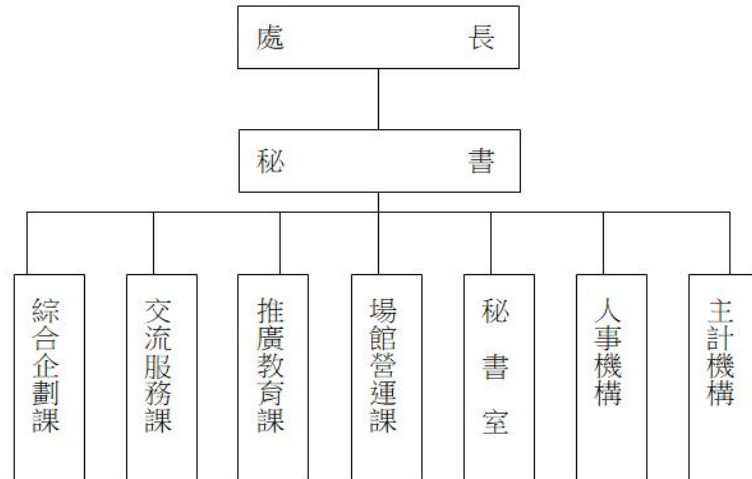 處長
秘書
綜合企劃課
交流服務課
推廣教育課
場館營運課
秘書室
人事機構
主計機構